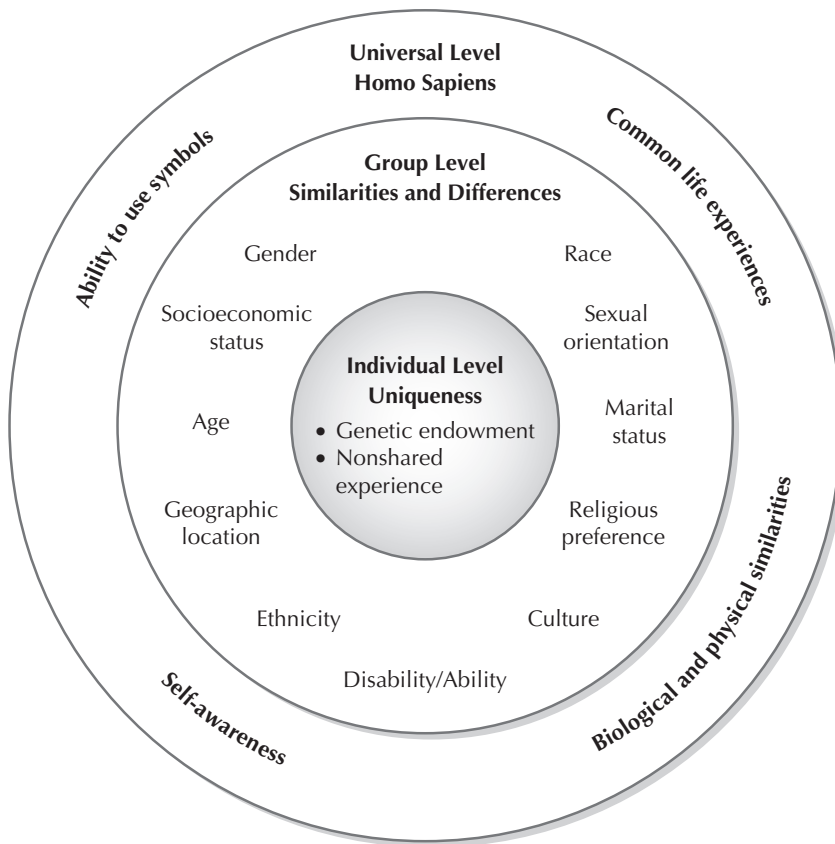 Universal Level
Homo Sapiens
Ability to use symbols
Common life experiences
Group Level
Similarities and Differences
Gender
Race
Socioeconomic
status
Sexual
orientation
Individual Level
Uniqueness
• Genetic endowment
• Nonshared
experience
Age
Marital
status
Geographic
location
Religious
preference
Ethnicity
Culture
Disability/Ability
Self-awareness
Biological and physical similarities